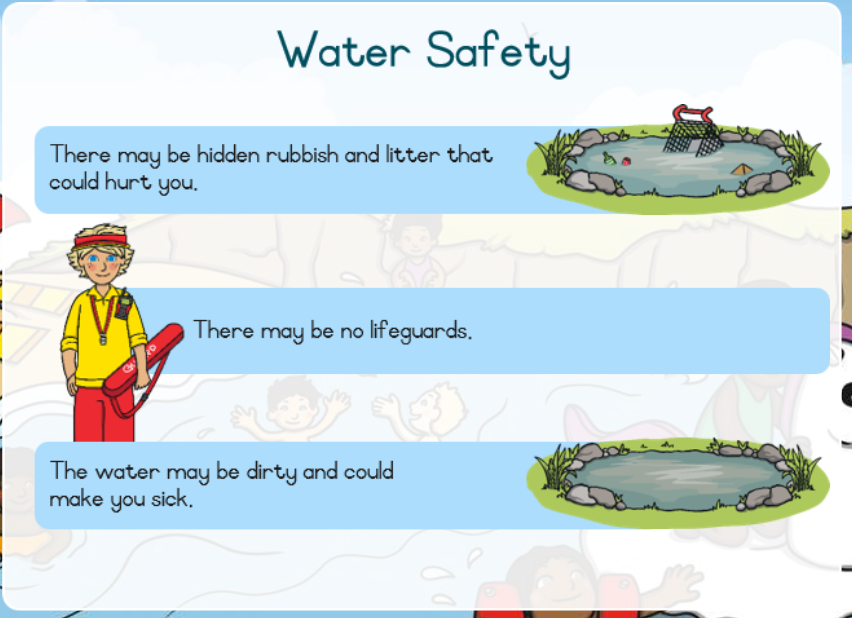 Water Safety
There may be hidden rubbish and litter that
could hurt you.
There may be no lifeguards.
The water may be dirty and could
make you sick.